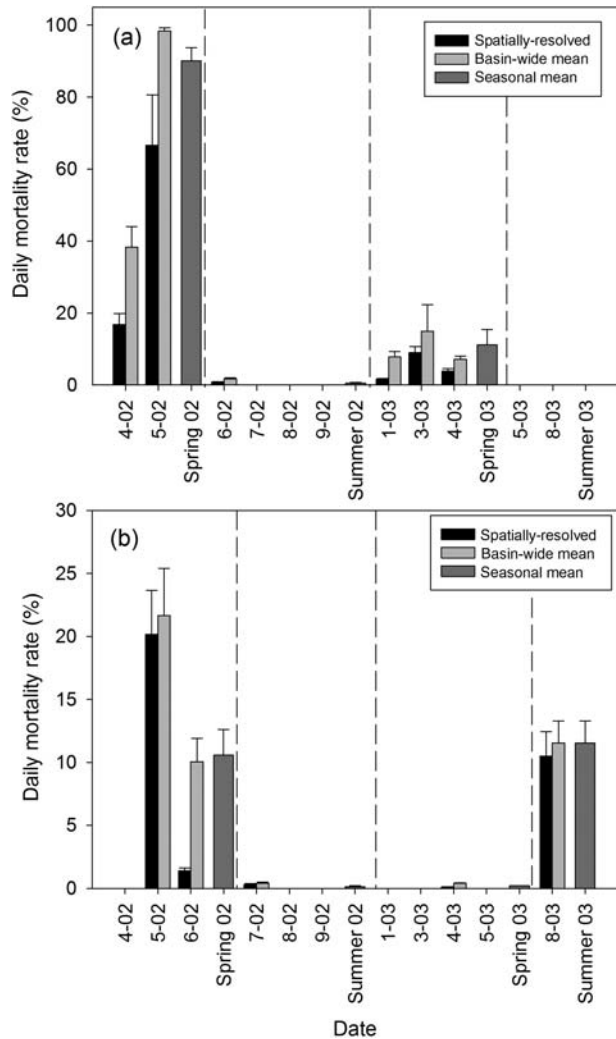 (a)
Spatially-resolved
Basin-wide mean
Seasonal mean
Daily mortality rate (%)
100
80
60
40
20
0
4-02
5-02
Spring 02
6-02
7-02
8-02
9-02
Summer 02
1-03
3-03
4-03
Spring 03
5-03
8-03
Summer 03
(b)
Spatially-resolved
Basin-wide mean
Seasonal mean
Daily mortality rate (%)
30
25
20
15
10
5
0
4-02
5-02
6-02
Spring 02
7-02
8-02
9-02
Summer 02
1-03
3-03
4-03
5-03
Spring 03
8-03
Summer 03
Date